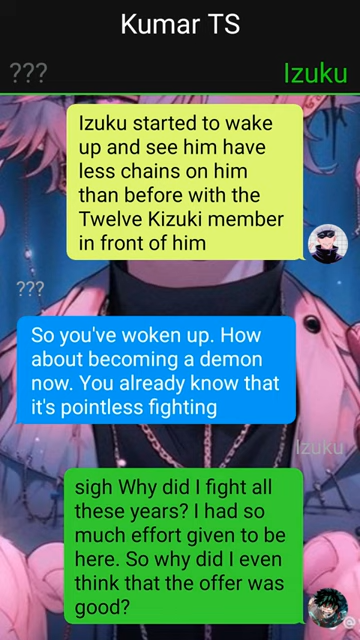 Kumar TS
??? Izuku
Izuku started to wake
up and see him have
less chains on him
than before with the
Twelve Kizuki member
in front of him
???
So you've woken up. How
about becoming a demon
now. You already know that
it's pointless fighting
Izuku
sigh Why did I fight all
these years? I had so
much effort given to be
here. So why did I even
think that the offer was
good?
@